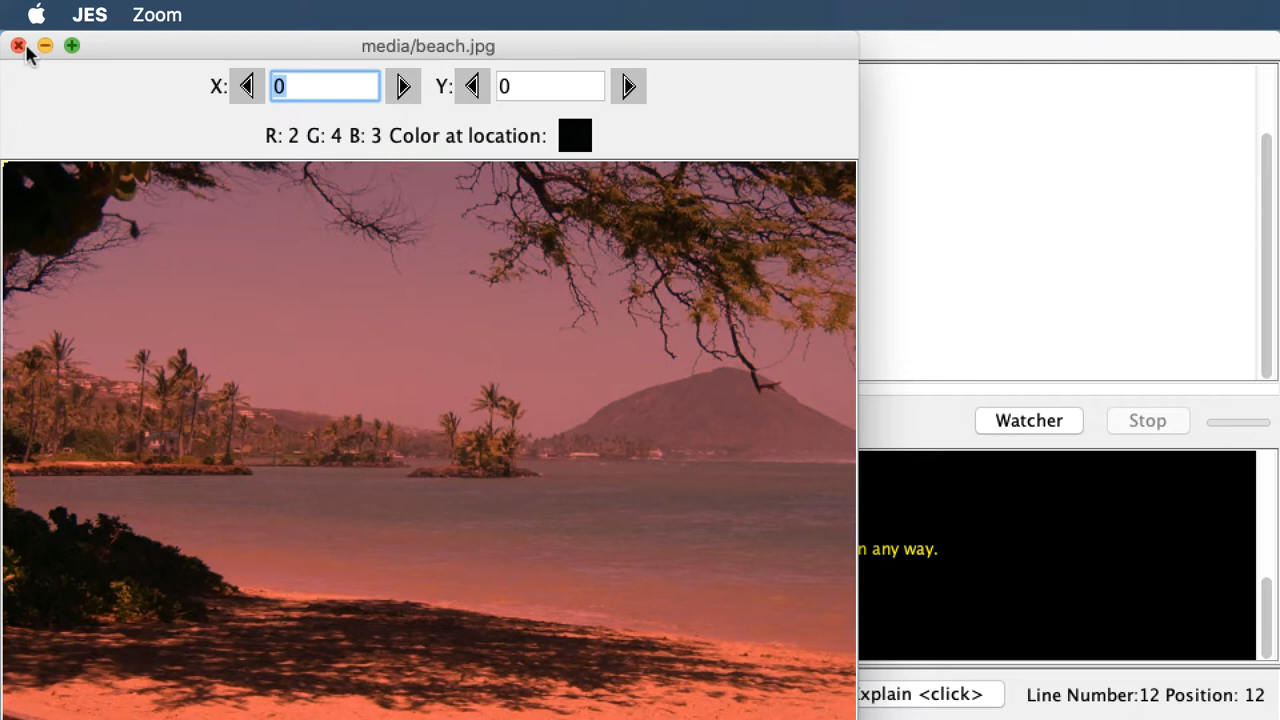 JES Zoom
media/beach.jpg
X: 0 Y: 0
R: 2 G: 4 B: 3 Color at location:
Watcher Stop
any way.
<click>
Line Number:12 Position: 12